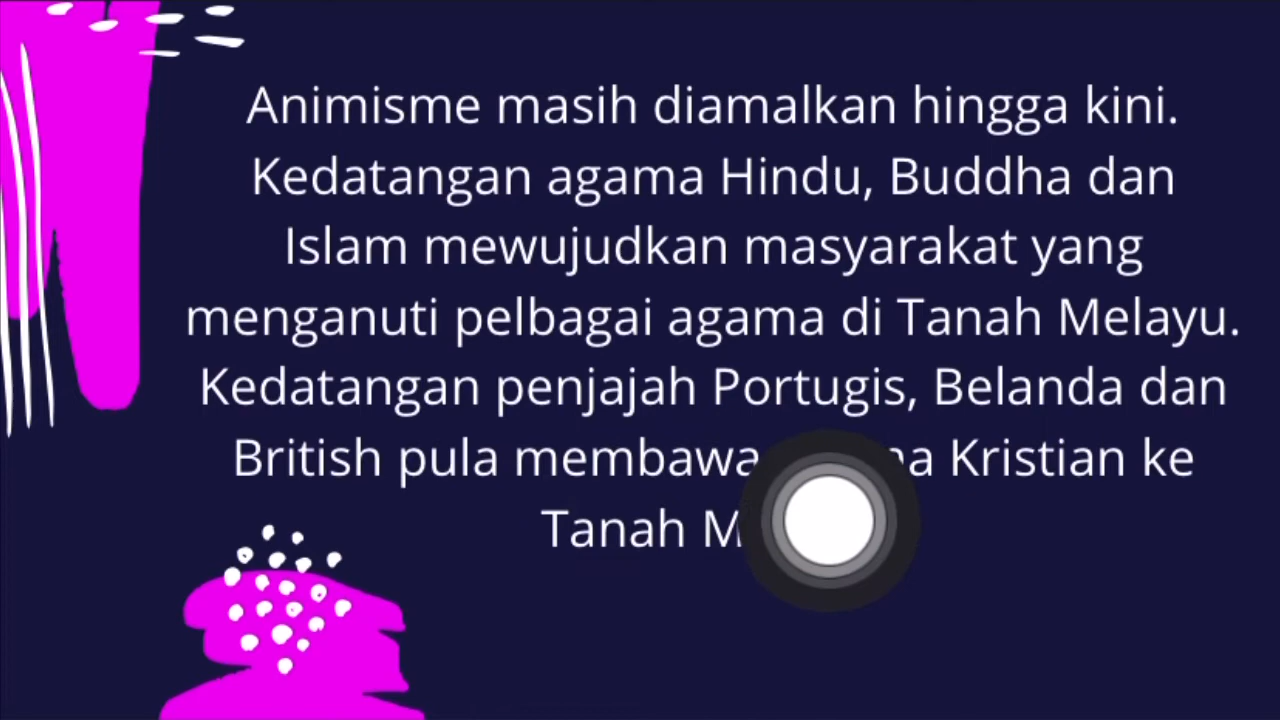 Animisme masih diamalkan hingga kini.
Kedatangan agama Hindu, Buddha dan
Islam mewujudkan masyarakat yang
menganuti pelbagai agama di Tanah Melayu.
Kedatangan penjajah Portugis, Belanda dan
British pula membawa Kristian ke
Tanah